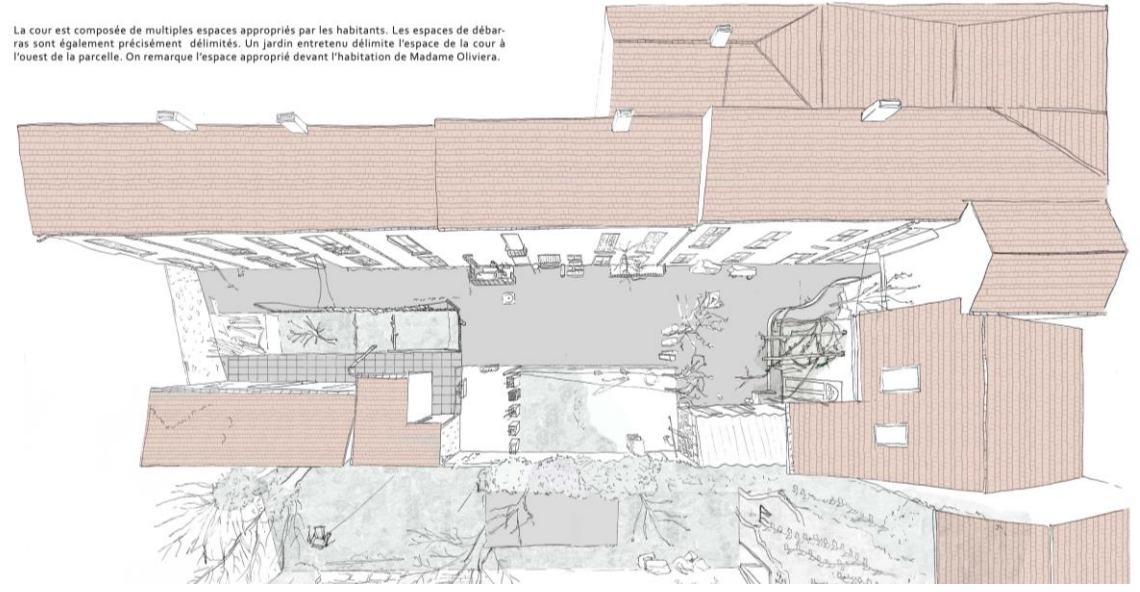 La cour est composée de multiples espaces appropriés par les habitants. Les espaces de débar-
ras sont également précisément délimités. Un jardin entretenu délimite l'espace de la cour à
l'ouest de la parcelle. On remarque l'espace approprié devant l'habitation de Madame Oliviera.